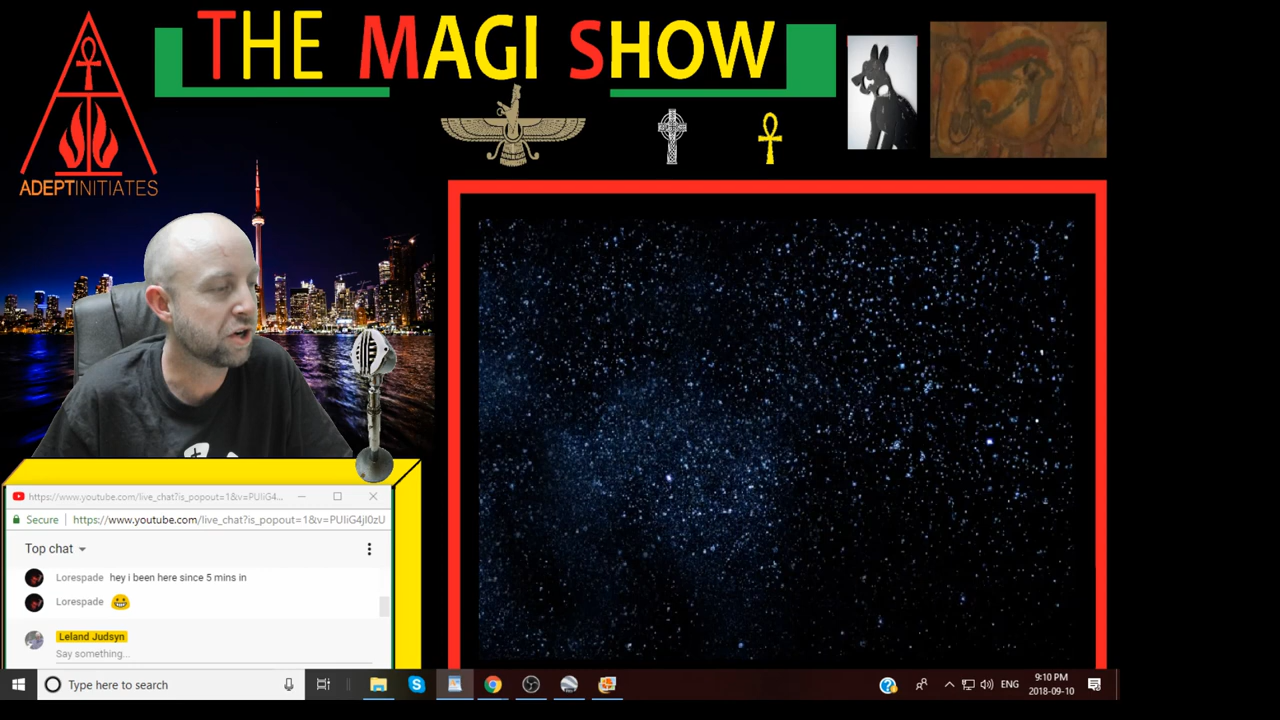 THE MAGI SHOW
ADEPTINITIATES
https://www.youtube.com/live_chat?is_popout=1&v=PUIiG4...
Secure
https://www.youtube.com/live_chat?is_popout=1&v=PUIiG4jI0zU
Top chat
Lorespade hey i been here since 5 mins in
Lorespade
Leland Judsyn
Say something...
Type here to search
ENG
9:10 PM
2018-09-10